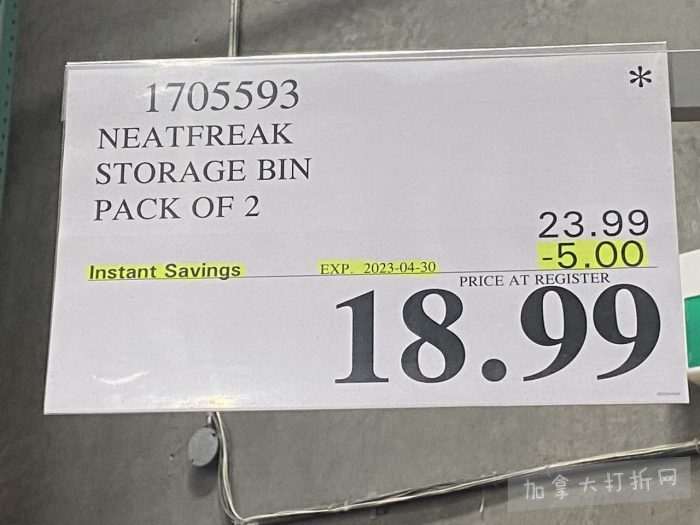 1705593
*
NEATFREAK
STORAGE BIN
PACK OF 2
23.99
Instant Savings EXP. 2023-04-30 -5.00
PRICE AT REGISTER
18.99
加拿大打折网